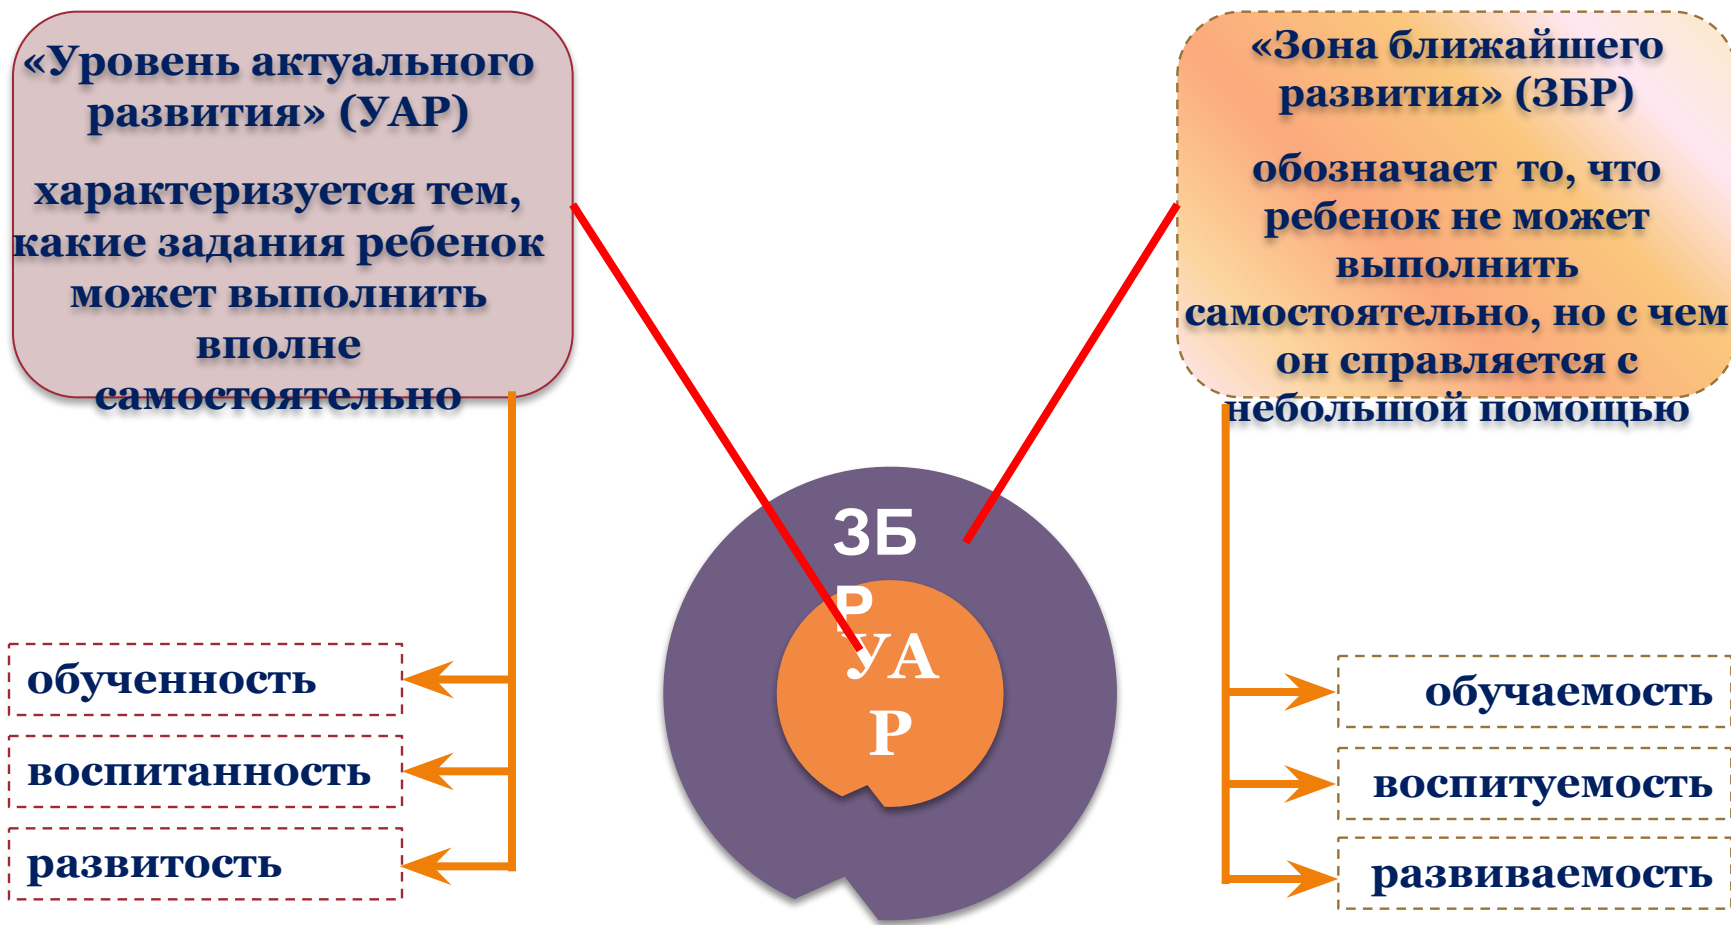 «Уровень актуального
развития» (УАР)
характеризуется тем,
какие задания ребенок
может выполнить
вполне
самостоятельно
«Зона ближайшего
развития» (ЗБР)
обозначает то, что
ребенок не может
выполнить
самостоятельно, но с чем
он справляется с
небольшой помощью
ЗБ
Р
УА
Р
обученность
воспитанность
развитость
обучаемость
воспитуемость
развиваемость